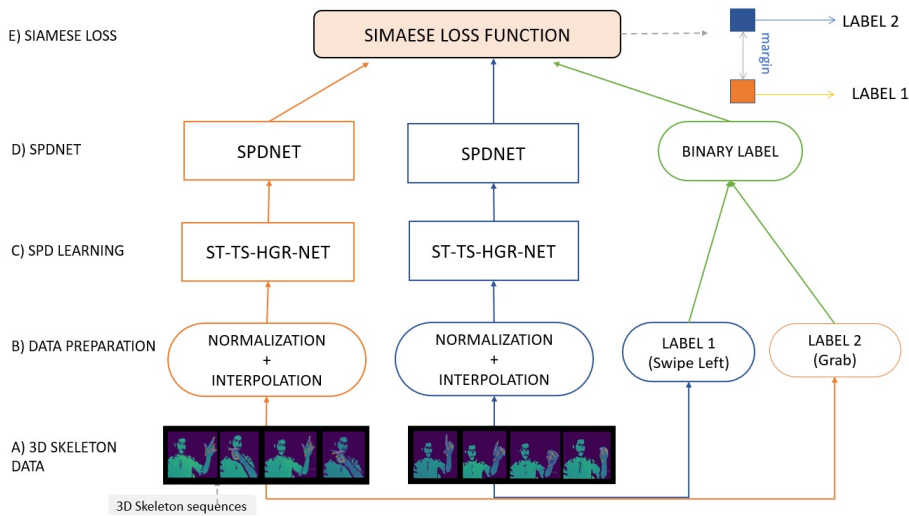 E) SIAMESE LOSS
SIMAESE LOSS FUNCTION
LABEL 2
margin
LABEL 1
D) SPDNET
SPDNET
SPDNET
BINARY LABEL
C) SPD LEARNING
ST-TS-HGR-NET
ST-TS-HGR-NET
B) DATA PREPARATION
NORMALIZATION
+
INTERPOLATION
NORMALIZATION
+
INTERPOLATION
LABEL 1
(Swipe Left)
LABEL 2
(Grab)
A) 3D SKELETON
DATA
3D Skeleton sequences